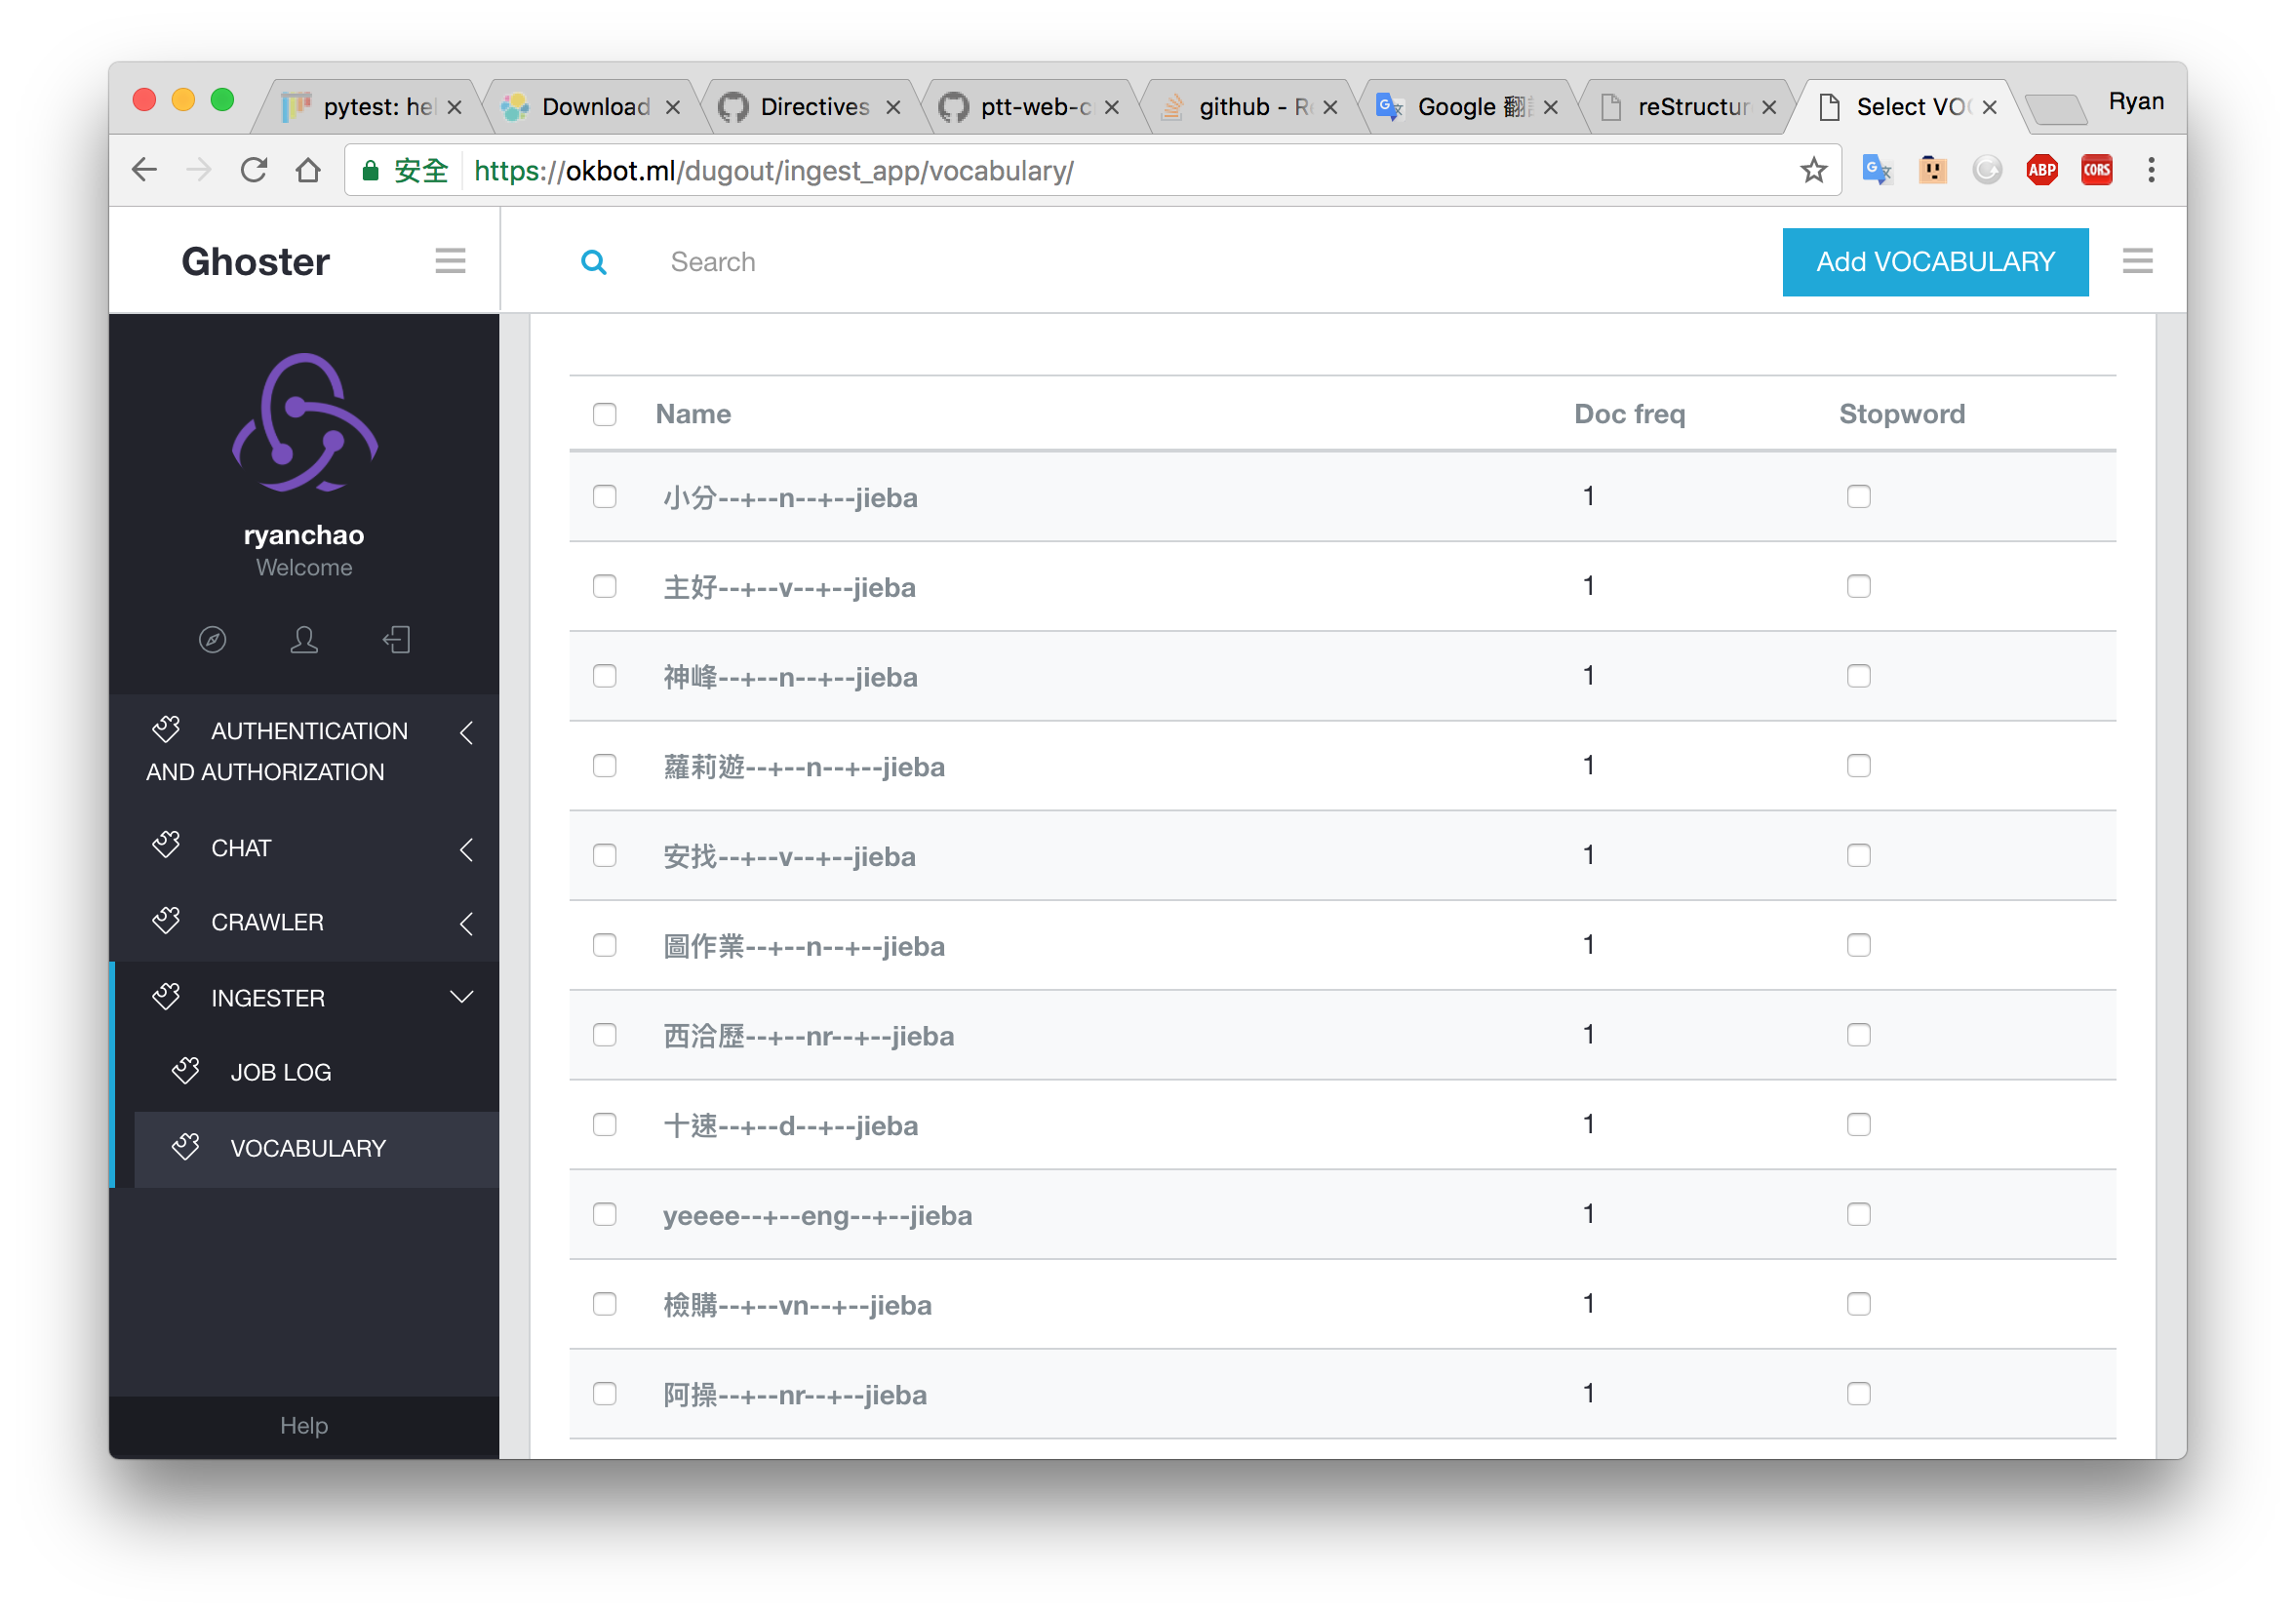 pytest: hel
Download
Directives
ptt-web-c
github - Re
Google 翻
reStructur
Select VOC
Ryan
安全
https://okbot.ml/dugout/ingest_app/vocabulary/
ABP
CORS
Ghoster
Search
Add VOCABULARY
ryanchao
Welcome
AUTHENTICATION
AND AUTHORIZATION
CHAT
CRAWLER
INGESTER
JOB LOG
VOCABULARY
Help
Name Doc freq Stopword
小分--+--n--+--jieba 1
主好--+--v--+--jieba 1
神峰--+--n--+--jieba 1
蘿莉遊--+--n--+--jieba 1
安找--+--v--+--jieba 1
圖作業--+--n--+--jieba 1
西洽歷--+--nr--+--jieba 1
十速--+--d--+--jieba 1
yeeee--+--eng--+--jieba 1
檢購--+--vn--+--jieba 1
阿操--+--nr--+--jieba 1